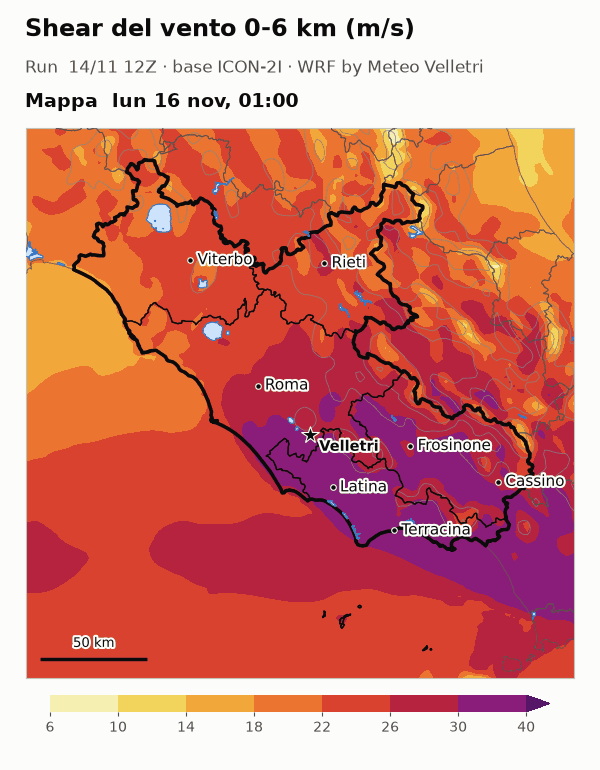 Shear del vento 0-6 km (m/s)
Run  14/11 12Z · base ICON-2I · WRF by Meteo Velletri
Mappa  lun 16 nov, 01:00
Viterbo
Rieti
Roma
Velletri
Frosinone
Cassino
Latina
Terracina
50 km
6 10 14 18 22 26 30 40